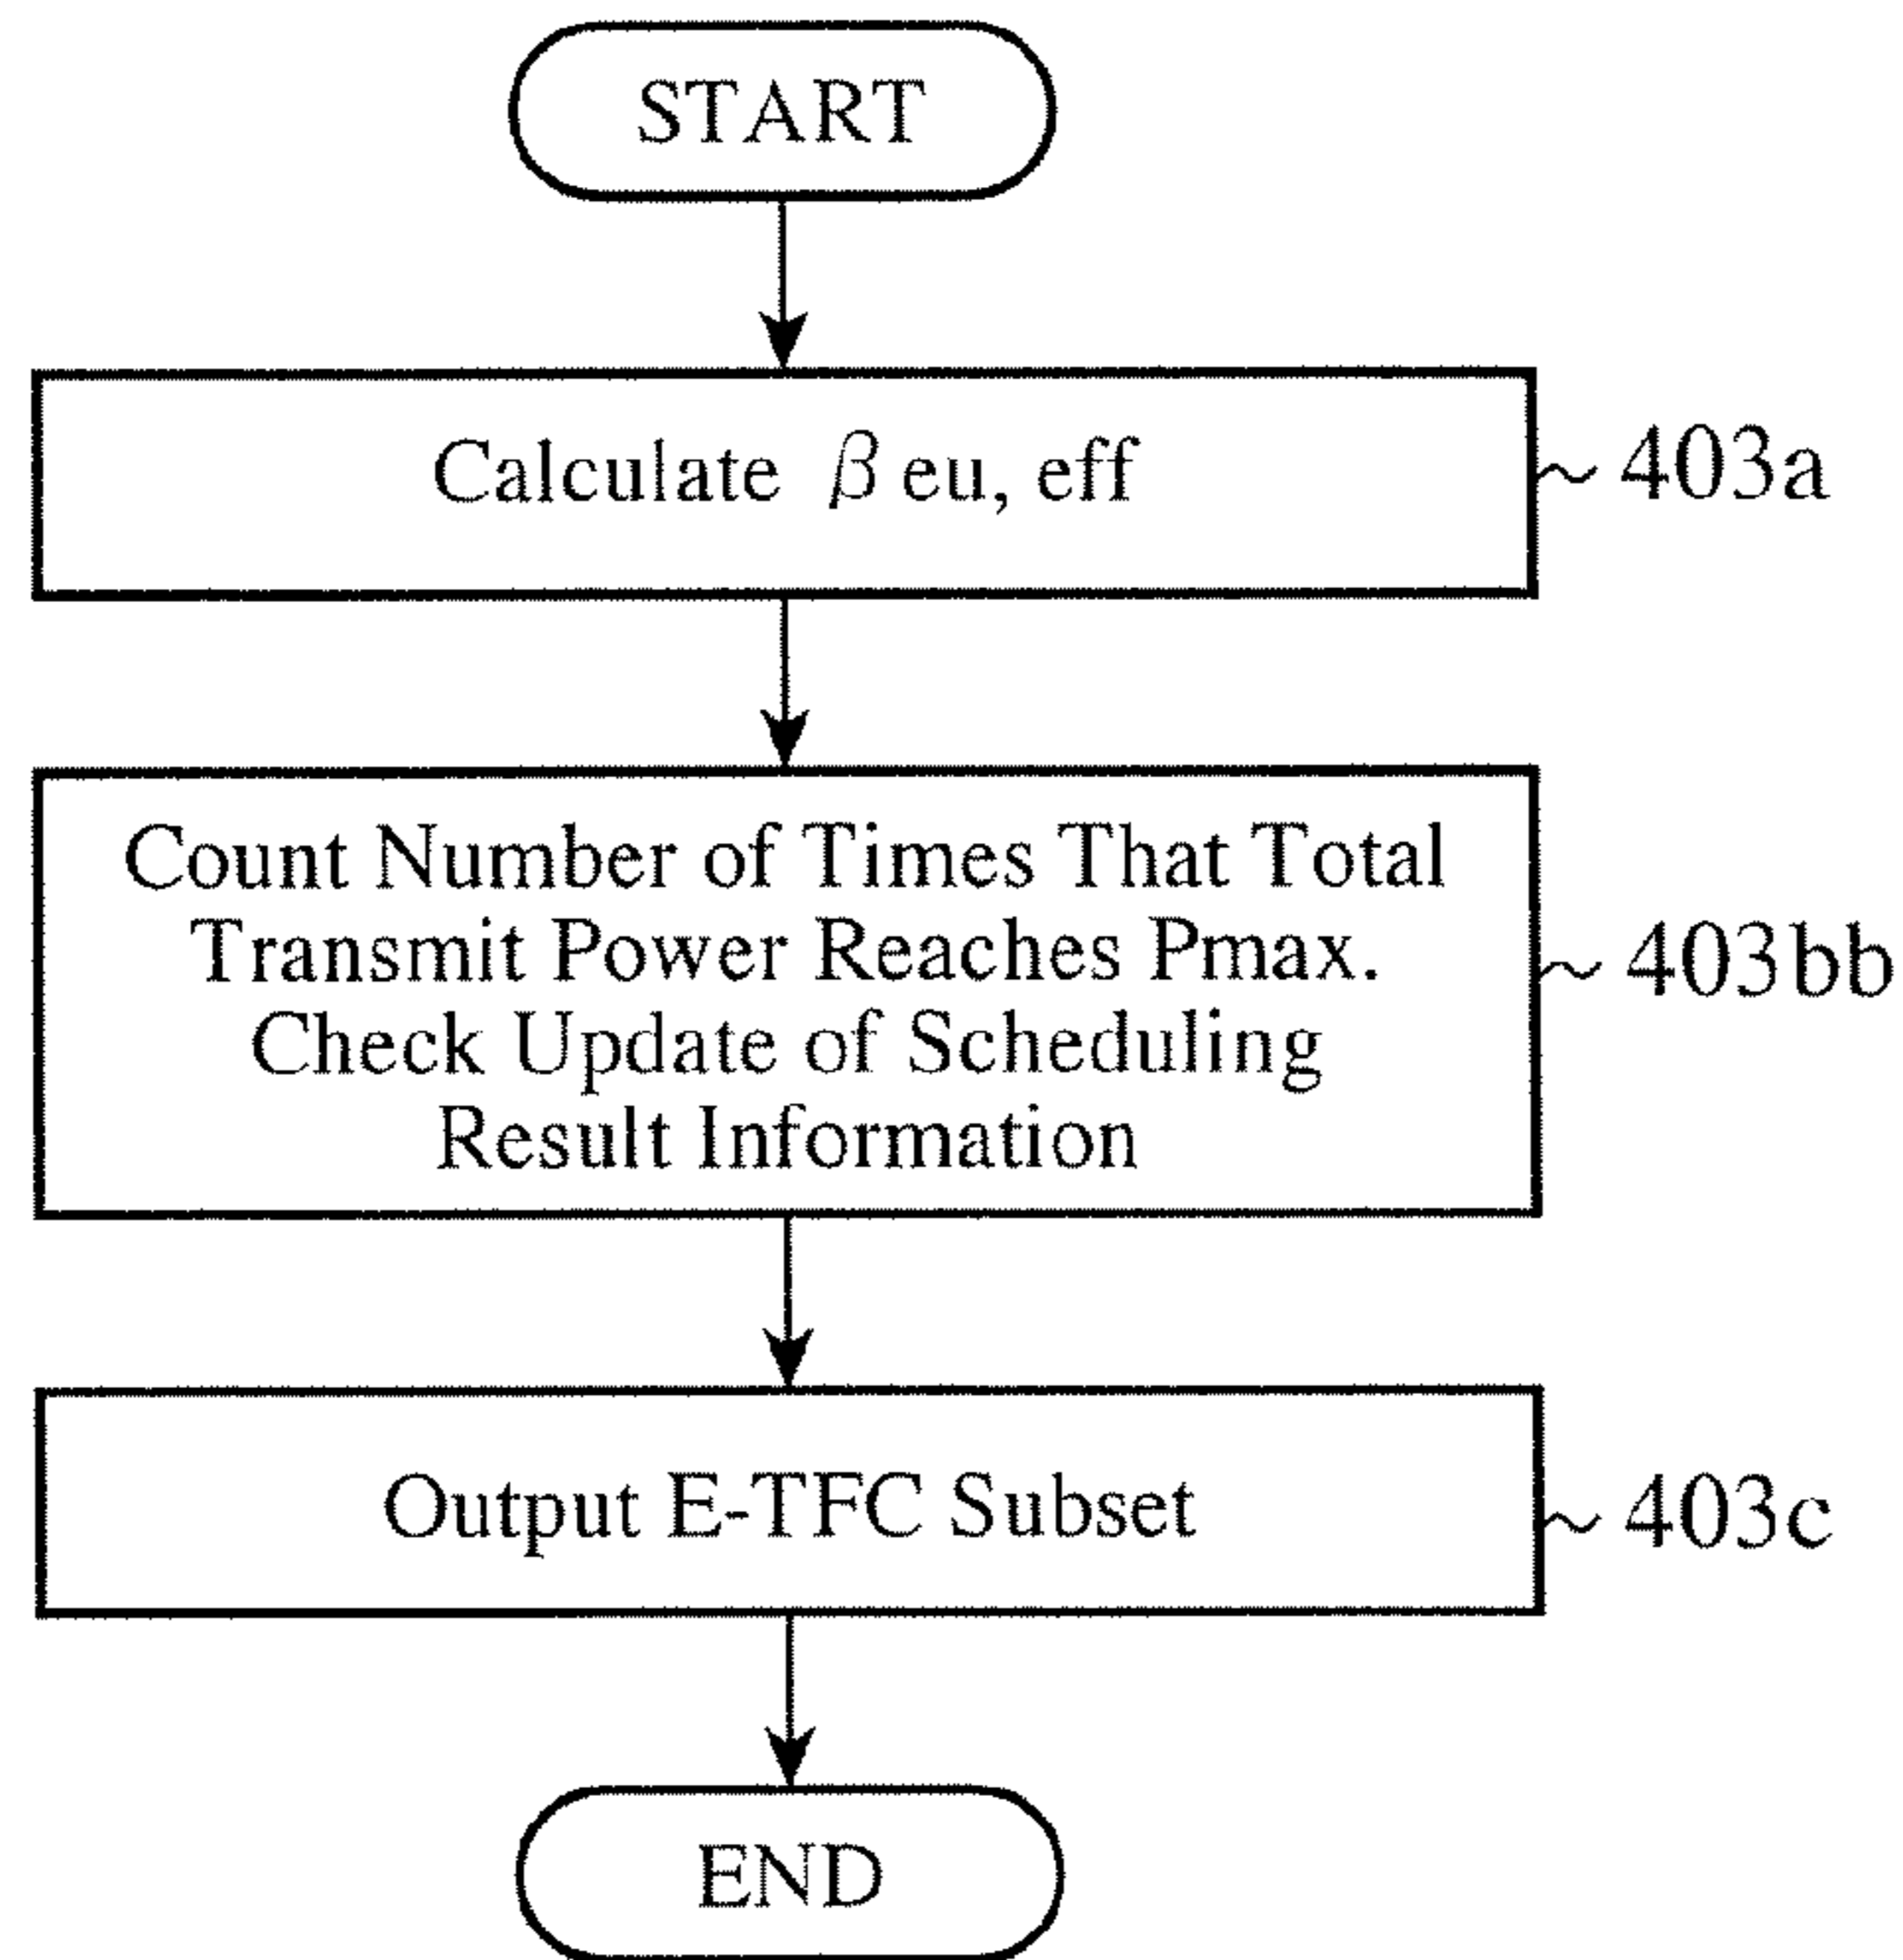 START
Calculate β eu, eff
403a
Count Number of Times That Total
Transmit Power Reaches Pmax.
Check Update of Scheduling
Result Information
403bb
Output E-TFC Subset
403c
END